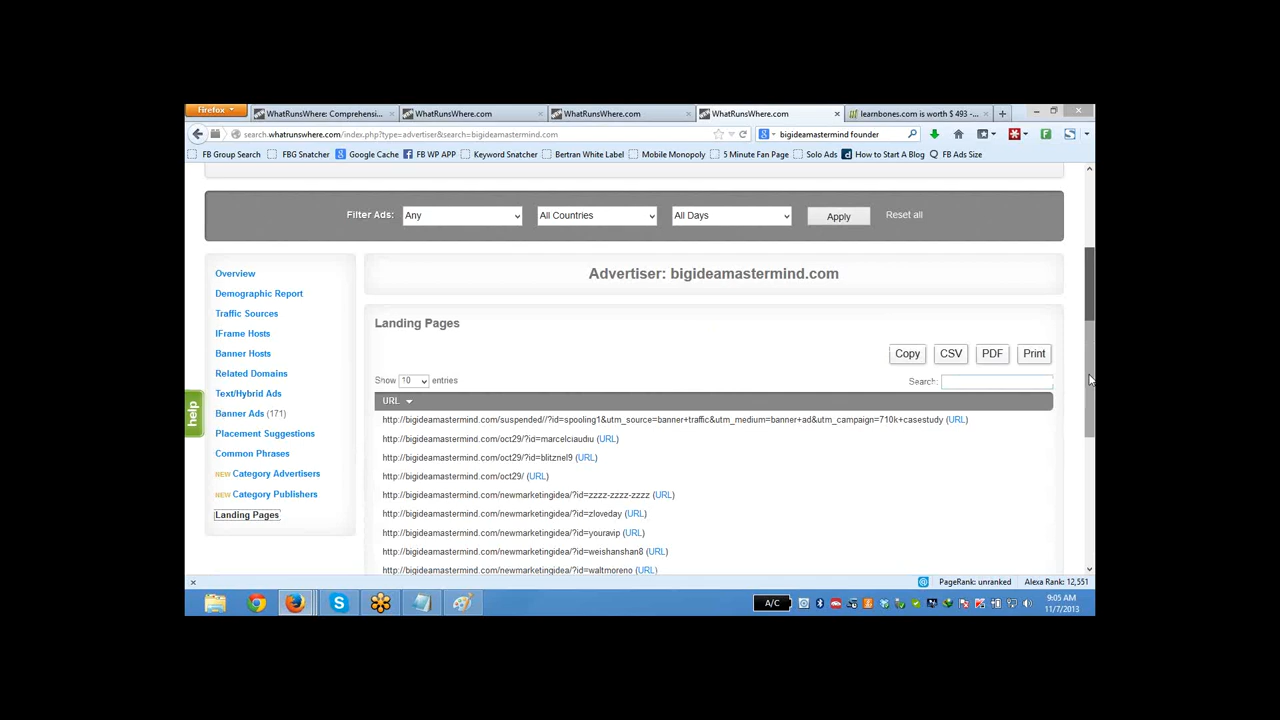 Firefox
WhatRunsWhere: Comprehensi...
WhatRunsWhere.com
WhatRunsWhere.com
WhatRunsWhere.com
learnbones.com is worth $ 493 -...
search.whatrunswhere.com/index.php?type=advertiser&search=bigideamastermind.com
bigideamastermind founder
FB Group Search
FBG Snatcher
Google Cache
FB WP APP
Keyword Snatcher
Bertran White Label
Mobile Monopoly
5 Minute Fan Page
Solo Ads
How to Start A Blog
FB Ads Size
Filter Ads:
Any
All Countries
All Days
Apply
Reset all
Overview
Demographic Report
Traffic Sources
IFrame Hosts
Banner Hosts
Related Domains
Text/Hybrid Ads
Banner Ads (171)
Placement Suggestions
Common Phrases
NEW Category Advertisers
NEW Category Publishers
Landing Pages
help
Advertiser: bigideamastermind.com
Landing Pages
Copy
CSV
PDF
Print
Show 10 entries
Search:
URL
http://bigideamastermind.com/suspended//?id=spooling1&utm_source=banner+traffic&utm_medium=banner+ad&utm_campaign=710k+casestudy (URL)
http://bigideamastermind.com/oct29/?id=marcelciaudiu (URL)
http://bigideamastermind.com/oct29/?id=blitznel9 (URL)
http://bigideamastermind.com/oct29/ (URL)
http://bigideamastermind.com/newmarketingidea/?id=zzzz-zzzz-zzzz (URL)
http://bigideamastermind.com/newmarketingidea/?id=zloveday (URL)
http://bigideamastermind.com/newmarketingidea/?id=youravip (URL)
http://bigideamastermind.com/newmarketingidea/?id=weishanshan8 (URL)
http://bigideamastermind.com/newmarketingidea/?id=waltmoreno (URL)
PageRank: unranked
Alexa Rank: 12,551
A/C
9:05 AM
11/7/2013